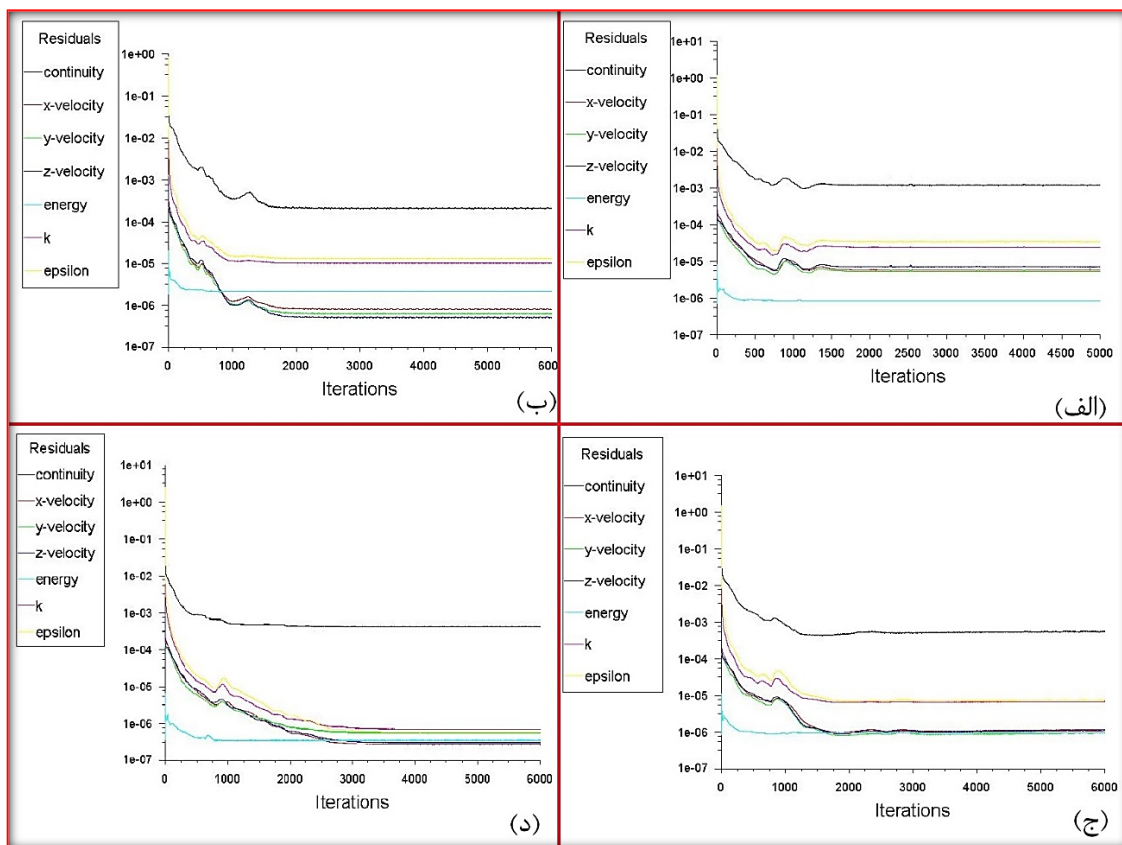 Residuals
continuity
x-velocity
y-velocity
z-velocity
energy
k
epsilon
1e+00
1e-01
1e-02
1e-03
1e-04
1e-05
1e-06
1e-07
0 1000 2000 3000 4000 5000 600
Iterations
(ب)
Residuals
continuity
x-velocity
y-velocity
z-velocity
energy
k
epsilon
1e+01
1e+00
1e-01
1e-02
1e-03
1e-04
1e-05
1e-06
1e-07
0 500 1000 1500 2000 2500 3000 3500 4000 4500 5000
Iterations
(الف)
Residuals
continuity
x-velocity
y-velocity
z-velocity
energy
k
epsilon
1e+01
1e+00
1e-01
1e-02
1e-03
1e-04
1e-05
1e-06
1e-07
0 1000 2000 3000 4000 5000 6000
Iterations
(د)
Residuals
continuity
x-velocity
y-velocity
z-velocity
energy
k
epsilon
1e+01
1e+00
1e-01
1e-02
1e-03
1e-04
1e-05
1e-06
1e-07
0 1000 2000 3000 4000 5000 6000
Iterations
(ج)